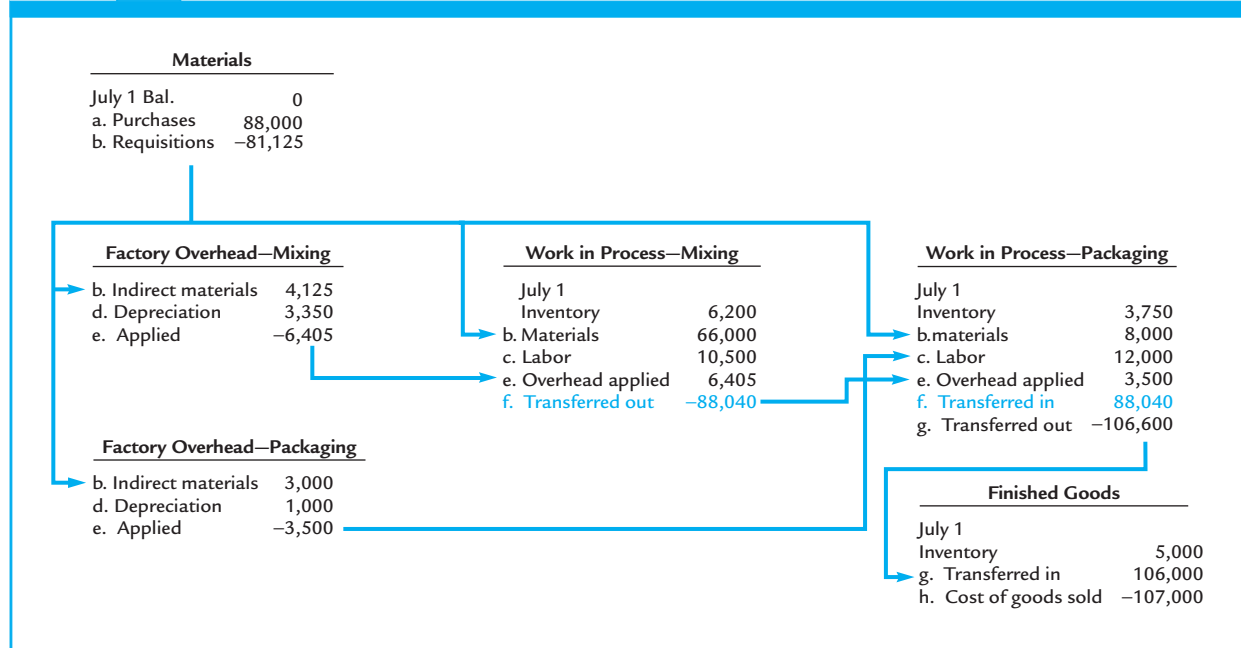 Materials
July 1 Bal. 0
a. Purchases 88,000
b. Requisitions –81,125
Factory Overhead—Mixing
b. Indirect materials 4,125
d. Depreciation 3,350
e. Applied –6,405
Work in Process—Mixing
July 1
Inventory 6,200
b. Materials 66,000
c. Labor 10,500
e. Overhead applied 6,405
f. Transferred out –88,040
Work in Process—Packaging
July 1
Inventory 3,750
b.materials 8,000
c. Labor 12,000
e. Overhead applied 3,500
f. Transferred in 88,040
g. Transferred out –106,600
Factory Overhead—Packaging
b. Indirect materials 3,000
d. Depreciation 1,000
e. Applied –3,500
Finished Goods
July 1
Inventory 5,000
g. Transferred in 106,000
h. Cost of goods sold –107,000